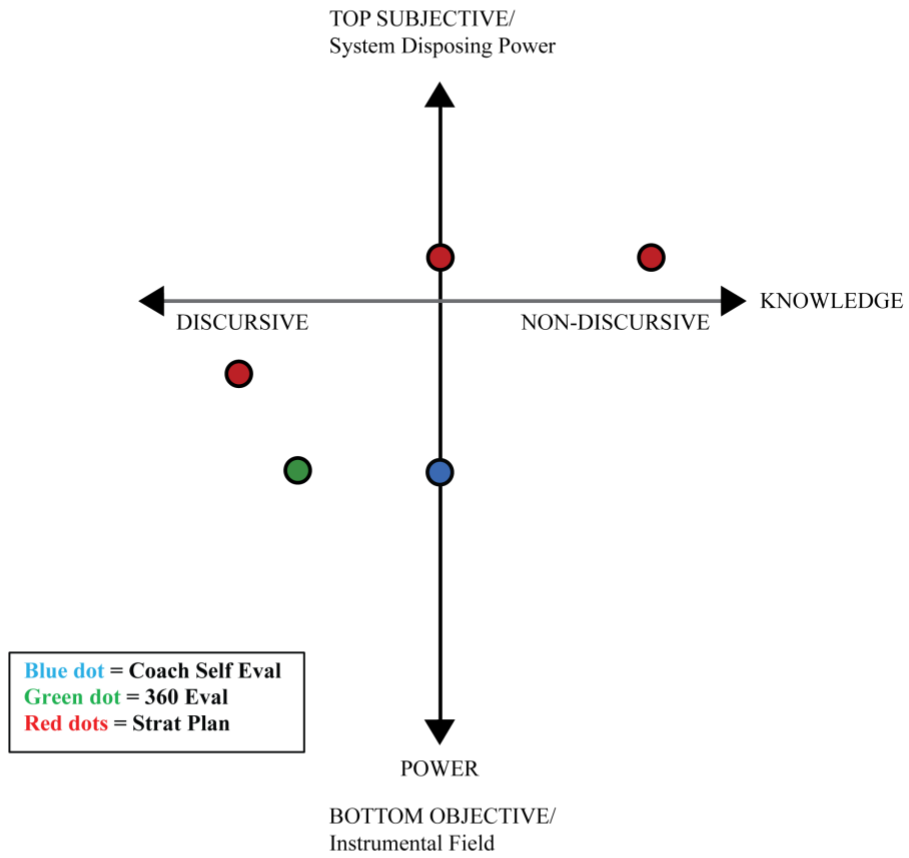 TOP SUBJECTIVE/
System Disposing Power
KNOWLEDGE
DISCURSIVE
NON-DISCURSIVE
Blue dot = Coach Self Eval
Green dot = 360 Eval
Red dots = Strat Plan
POWER
BOTTOM OBJECTIVE/
Instrumental Field